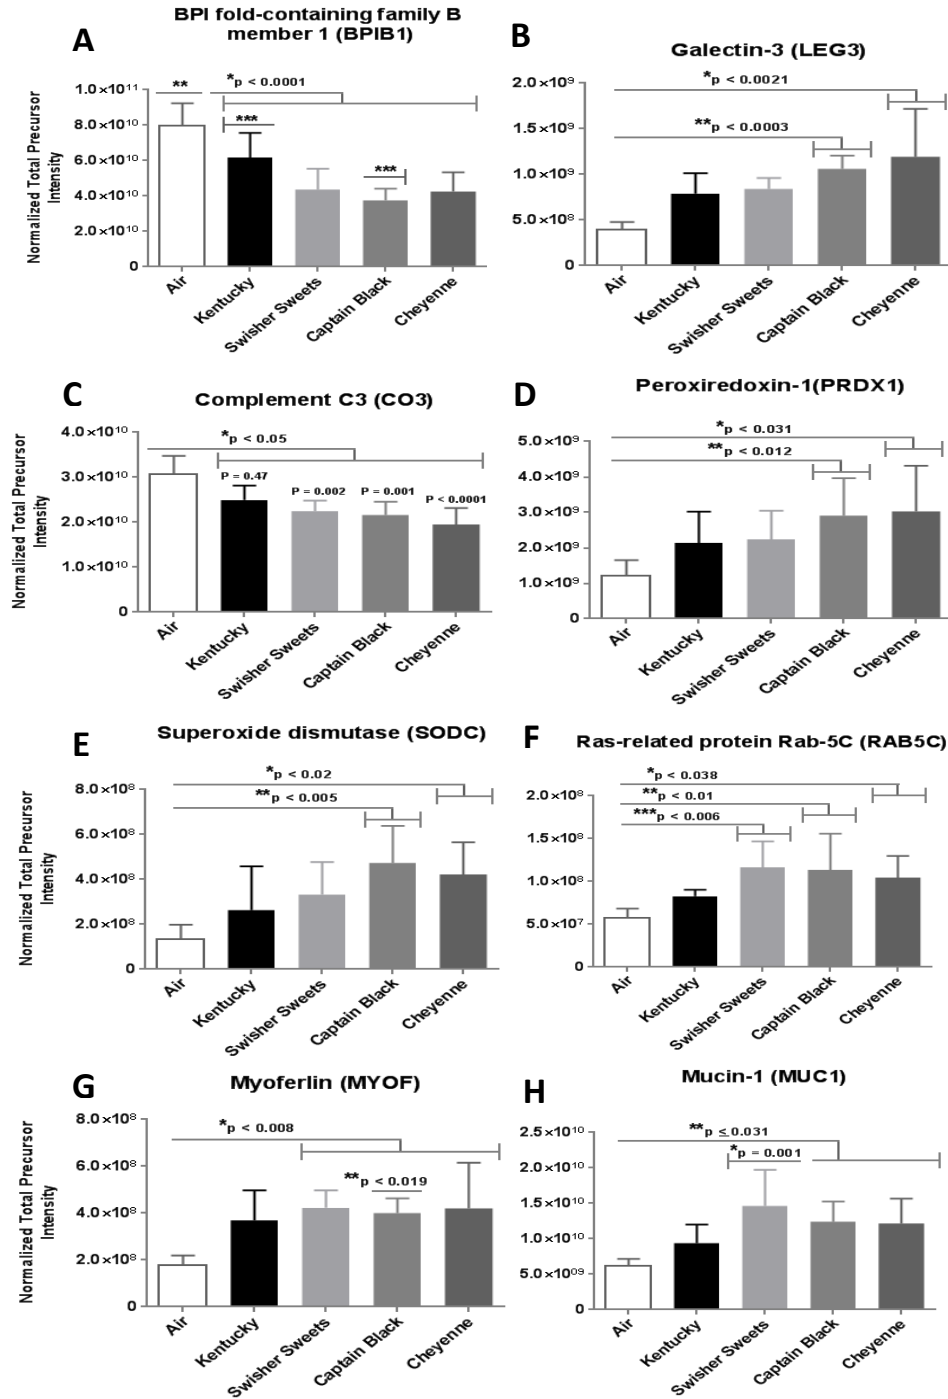 A
BPI fold-containing family B
member 1 (BPIB1)
Normalized Total Precursor
Intensity
1.0×10¹¹
8.0×10¹⁰
6.0×10¹⁰
4.0×10¹⁰
2.0×10¹⁰
0
**
*p < 0.0001
***
***
Air
Kentucky
Swisher Sweets
Captain Black
Cheyenne
B
Galectin-3 (LEG3)
2.0×10⁹
1.5×10⁹
1.0×10⁹
5.0×10⁸
0
*p < 0.0021
**p < 0.0003
Air
Kentucky
Swisher Sweets
Captain Black
Cheyenne
C
Complement C3 (CO3)
Normalized Total Precursor
Intensity
4.0×10¹⁰
3.0×10¹⁰
2.0×10¹⁰
1.0×10¹⁰
0
*p < 0.05
P = 0.47
P = 0.002
P = 0.001
P < 0.0001
Air
Kentucky
Swisher Sweets
Captain Black
Cheyenne
D
Peroxiredoxin-1(PRDX1)
5.0×10⁹
4.0×10⁹
3.0×10⁹
2.0×10⁹
1.0×10⁹
0
*p < 0.031
**p < 0.012
Air
Kentucky
Swisher Sweets
Captain Black
Cheyenne
E
Superoxide dismutase (SODC)
Normalized Total Precursor
Intensity
8.0×10⁸
6.0×10⁸
4.0×10⁸
2.0×10⁸
0
*p < 0.02
**p < 0.005
Air
Kentucky
Swisher Sweets
Captain Black
Cheyenne
F
Ras-related protein Rab-5C (RAB5C)
2.0×10⁸
1.5×10⁸
1.0×10⁸
5.0×10⁷
0
*p < 0.038
**p < 0.01
***p < 0.006
Air
Kentucky
Swisher Sweets
Captain Black
Cheyenne
G
Myoferlin (MYOF)
Normalized Total Precursor
Intensity
8.0×10⁸
6.0×10⁸
4.0×10⁸
2.0×10⁸
0
*p < 0.008
**p < 0.019
Air
Kentucky
Swisher Sweets
Captain Black
Cheyenne
H
Mucin-1 (MUC1)
2.5×10¹⁰
2.0×10¹⁰
1.5×10¹⁰
1.0×10¹⁰
5.0×10⁰⁹
0
**p ≤ 0.031
*p = 0.001
Air
Kentucky
Swisher Sweets
Captain Black
Cheyenne